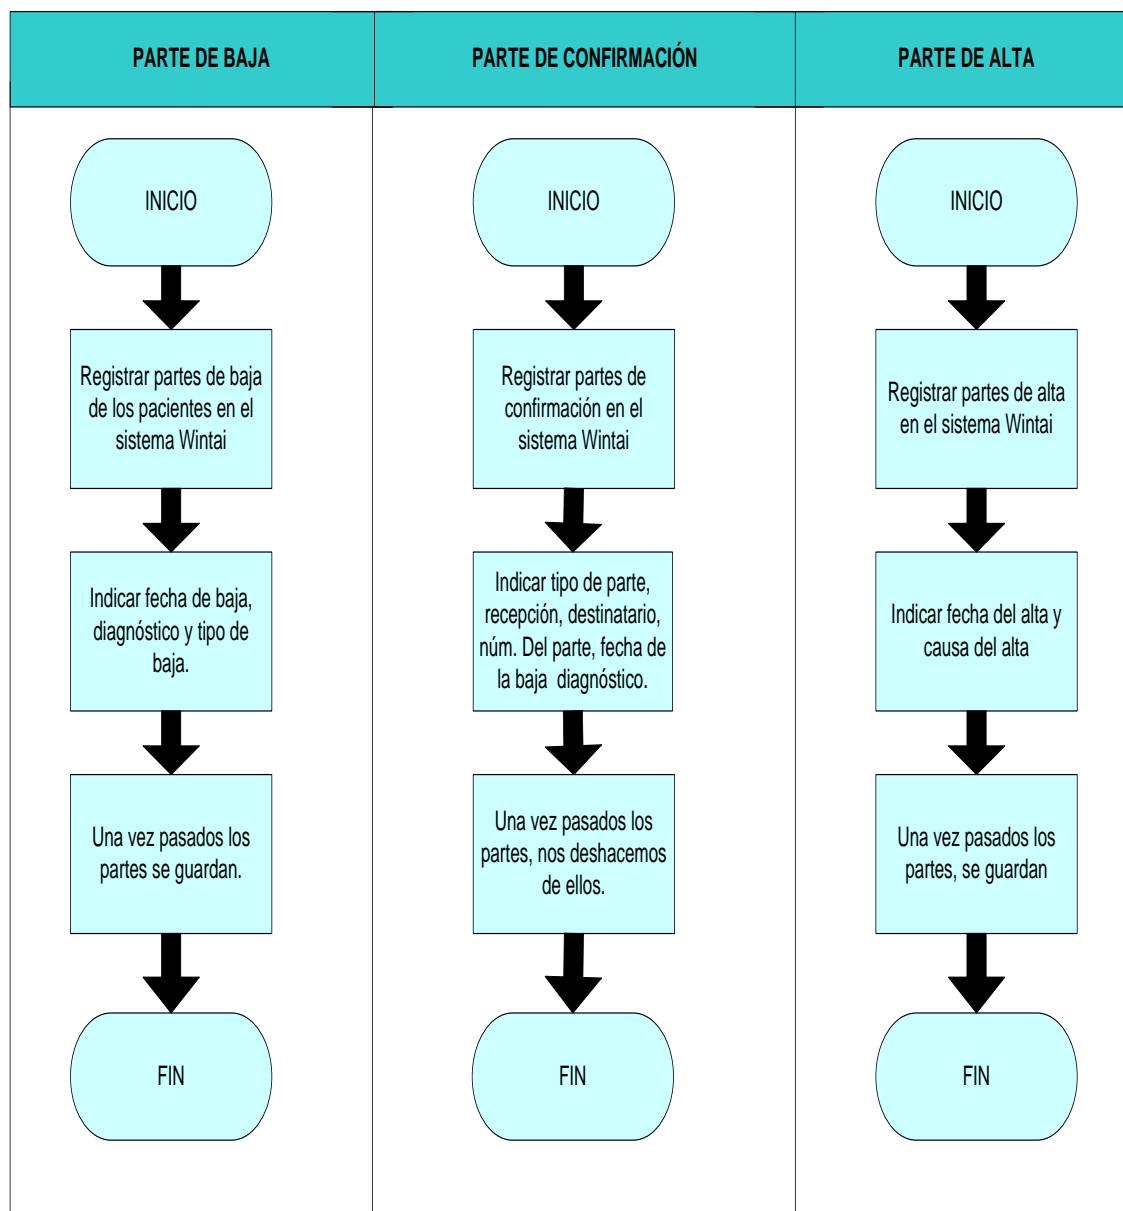 PARTE DE BAJA
PARTE DE CONFIRMACIÓN
PARTE DE ALTA
INICIO
Registrar partes de baja
de los pacientes en el
sistema Wintai
Indicar fecha de baja,
diagnóstico y tipo de
baja.
Una vez pasados los
partes se guardan.
FIN
INICIO
Registrar partes de
confirmación en el
sistema Wintai
Indicar tipo de parte,
recepción, destinatario,
núm. Del parte, fecha de
la baja  diagnóstico.
Una vez pasados los
partes, nos deshacemos
de ellos.
FIN
INICIO
Registrar partes de alta
en el sistema Wintai
Indicar fecha del alta y
causa del alta
Una vez pasados los
partes, se guardan
FIN